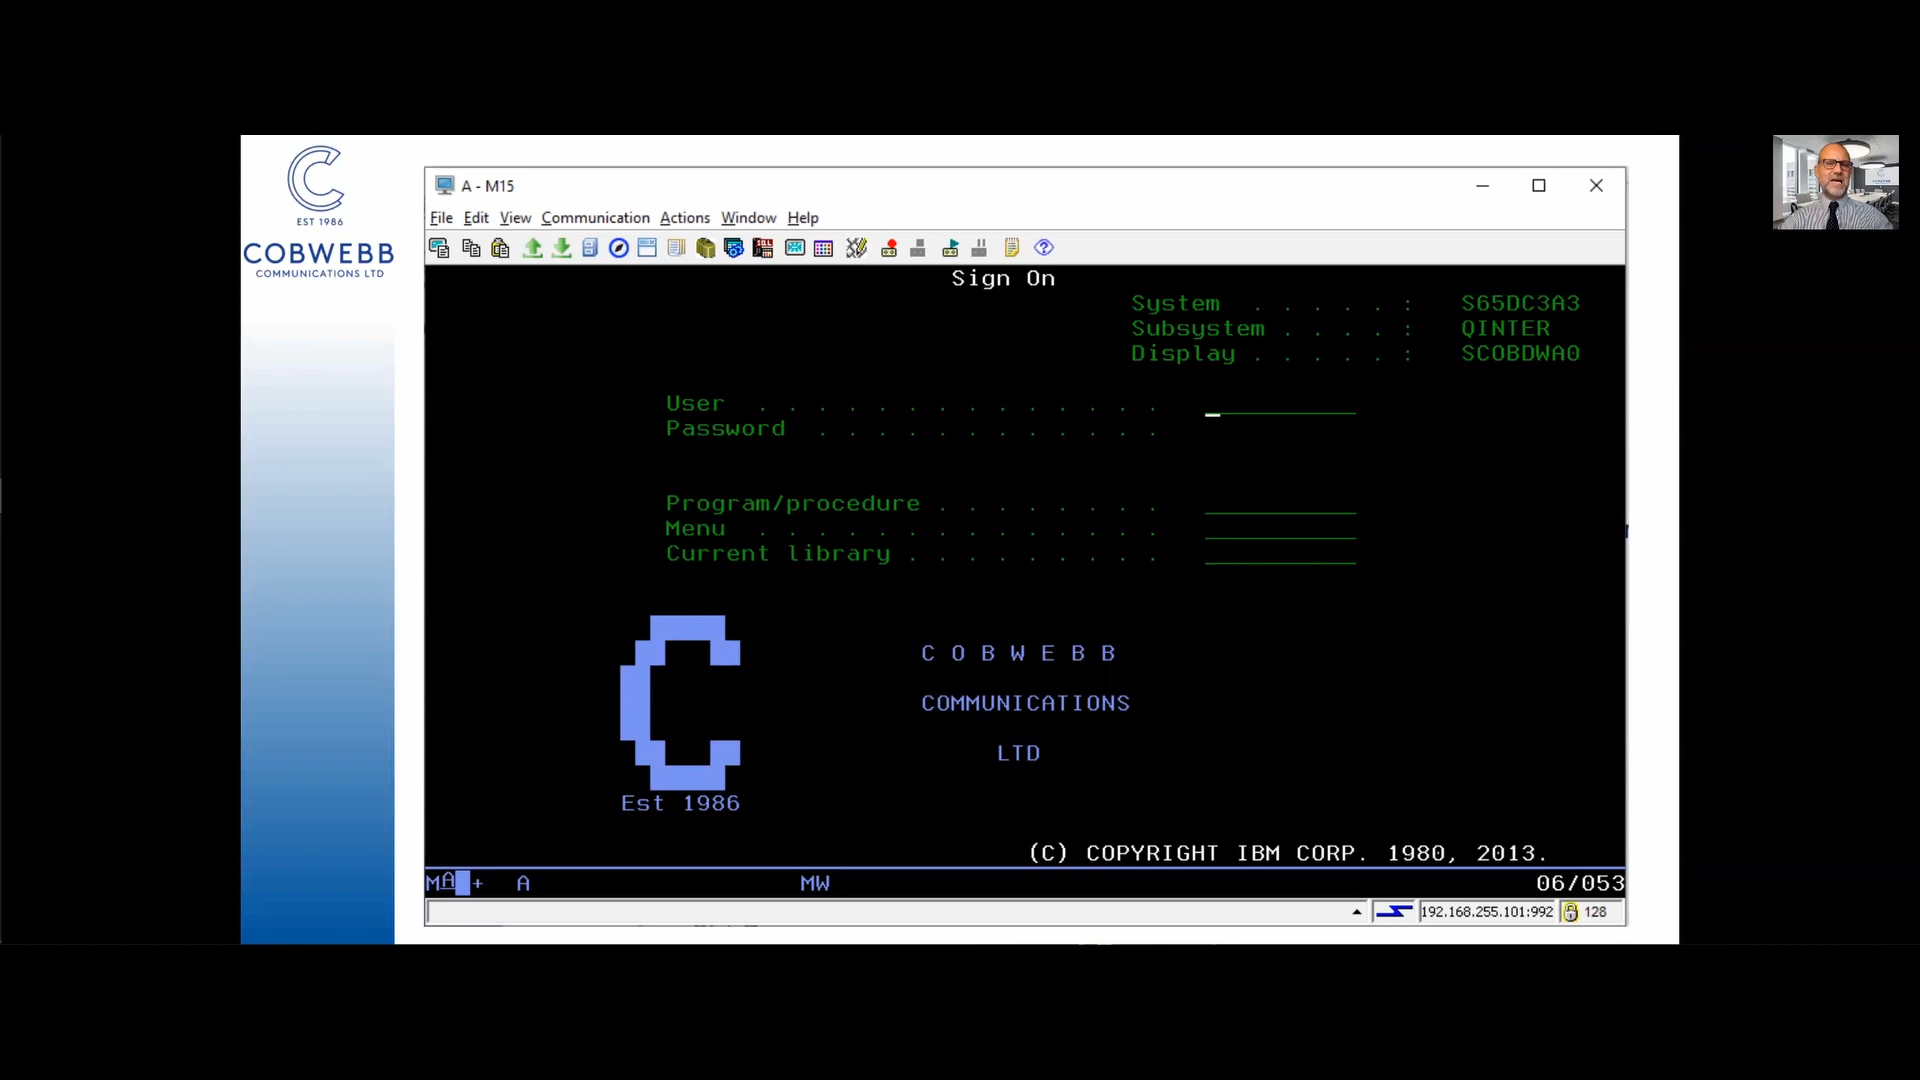 EST 1986
COBWEBB
COMMUNICATIONS LTD
A - M15
File Edit View Communication Actions Window Help
Sign On
System . . . . . : S65DC3A3
Subsystem . . . . : QINTER
Display . . . . . : SCOBDWA0
User . . . . . . . . . . . . . .
Password . . . . . . . . . . . .
Program/procedure . . . . . . . .
Menu . . . . . . . . . . . . . .
Current library . . . . . . . . .
C O B W E B B
COMMUNICATIONS
LTD
Est 1986
(C) COPYRIGHT IBM CORP. 1980, 2013.
MA + A MW 06/053
192.168.255.101:992 128